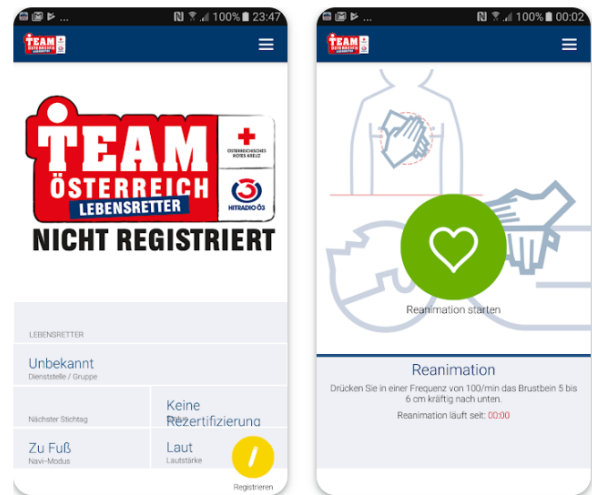 ... 100% 23:47
TEAM
ÖSTERREICH
LEBENSRETTER
ÖSTERREICHISCHES
ROTES KREUZ
HITRADIO Ö3
NICHT REGISTRIERT
LEBENSRETTER
Unbekannt
Dienststelle / Gruppe
Nächster Stichtag
Keine
Rezertifizierung
Zu Fuß
Navi-Modus
Laut
Lautstärke
Registrieren
... 100% 00:02
TEAM
Reanimation starten
Reanimation
Drücken Sie in einer Frequenz von 100/min das Brustbein 5 bis
6 cm kräftig nach unten.
Reanimation läuft seit: 00:00